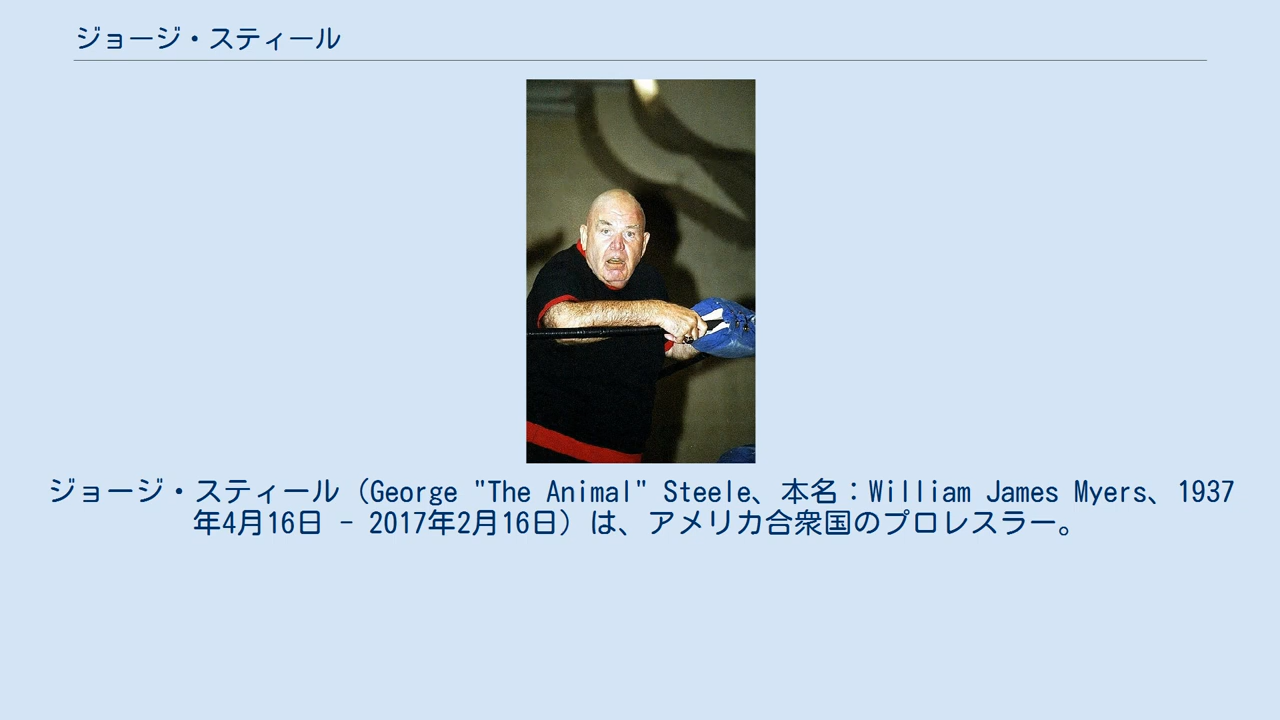 ジョージ・スティール
ジョージ・スティール（George "The Animal" Steele、本名：William James Myers、1937
年4月16日 - 2017年2月16日）は、アメリカ合衆国のプロレスラー。